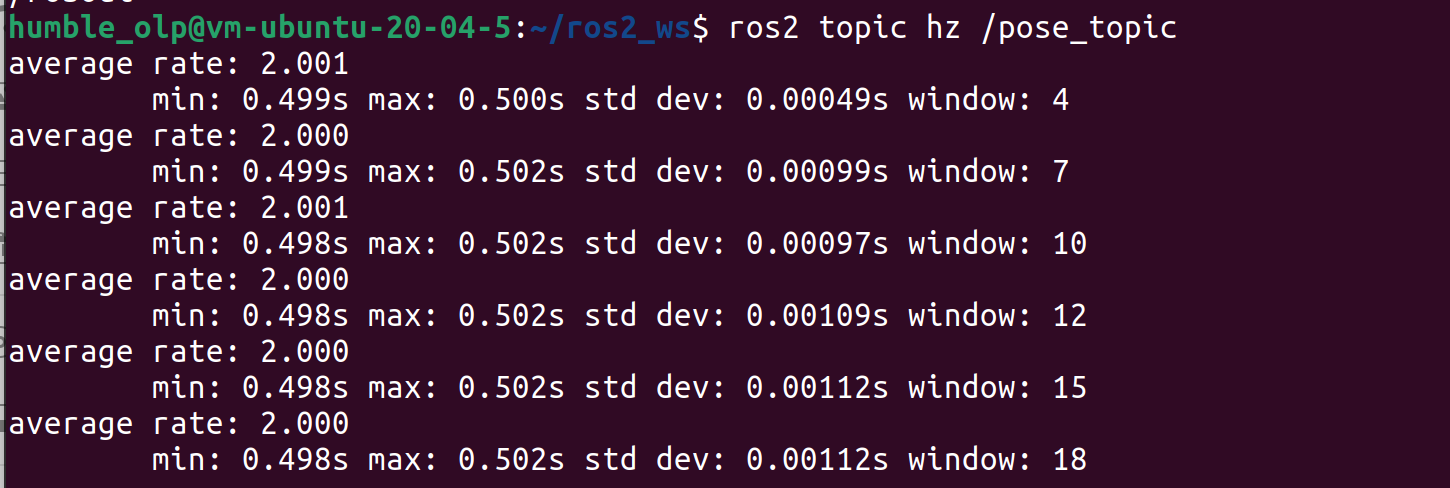 humble_olp@vm-ubuntu-20-04-5:~/ros2_ws$ ros2 topic hz /pose_topic
average rate: 2.001
        min: 0.499s max: 0.500s std dev: 0.00049s window: 4
average rate: 2.000
        min: 0.499s max: 0.502s std dev: 0.00099s window: 7
average rate: 2.001
        min: 0.498s max: 0.502s std dev: 0.00097s window: 10
average rate: 2.000
        min: 0.498s max: 0.502s std dev: 0.00109s window: 12
average rate: 2.000
        min: 0.498s max: 0.502s std dev: 0.00112s window: 15
average rate: 2.000
        min: 0.498s max: 0.502s std dev: 0.00112s window: 18